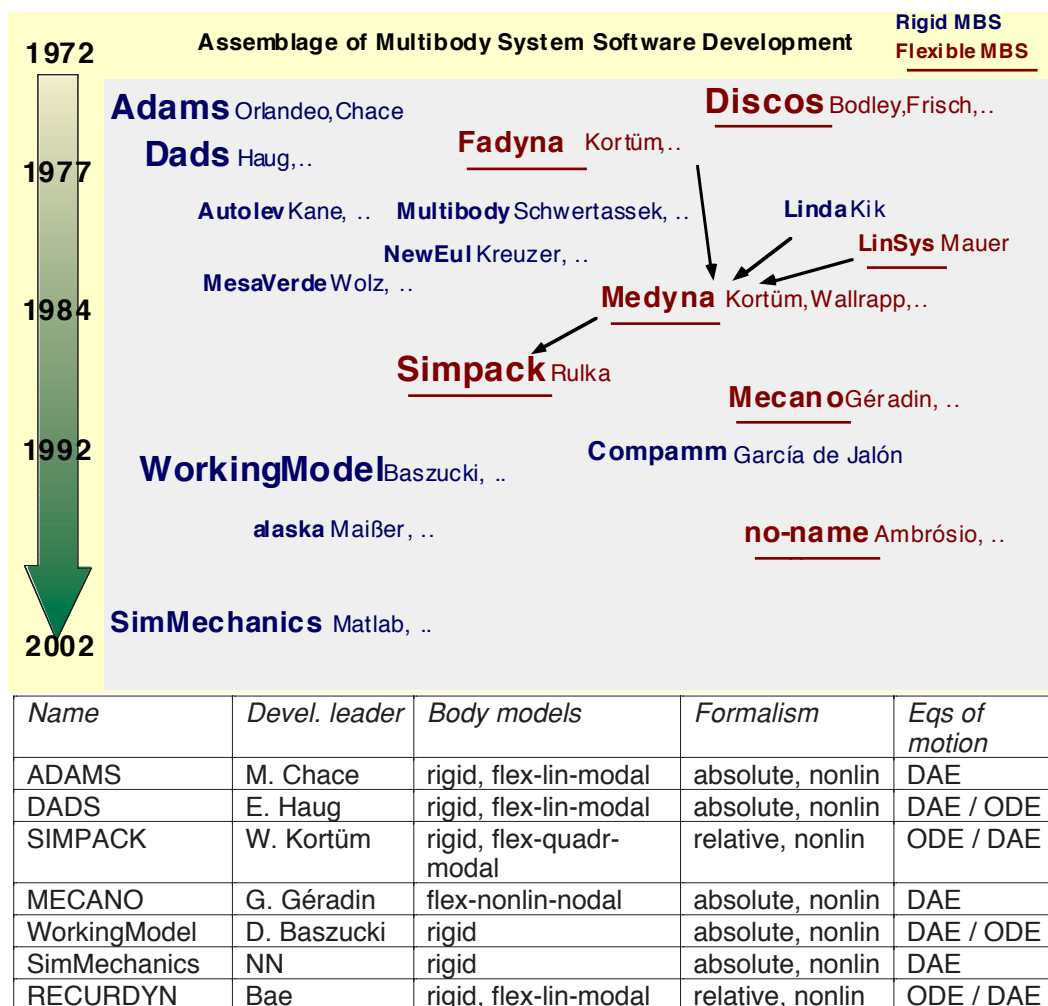 Assemblage of Multibody System Software Development
Rigid MBS
Flexible MBS
1972
Adams Orlandeo, Chace
Discos Bodley, Frisch, ..
Dads Haug, ..
Fadyna Kortüm, ..
1977
Autolev Kane, ..
Multibody Schwertassek, ..
Linda Kik
NewEul Kreuzer, ..
LinSys Mauer
MesaVerde Wolz, ..
Medyna Kortüm, Wallrapp, ..
1984
Simpack Rulka
Mecano Géradin, ..
1992
WorkingModel Baszucki, ..
Compamm García de Jalón
alaska Maißer, ..
no-name Ambrósio, ..
SimMechanics Matlab, ..
2002
Name Devel. leader Body models Formalism Eqs of
motion
ADAMS M. Chace rigid, flex-lin-modal absolute, nonlin DAE
DADS E. Haug rigid, flex-lin-modal absolute, nonlin DAE / ODE
SIMPACK W. Kortüm rigid, flex-quadr- relative, nonlin ODE / DAE
modal
MECANO G. Géradin flex-nonlin-nodal absolute, nonlin DAE
WorkingModel D. Baszucki rigid absolute, nonlin DAE / ODE
SimMechanics NN rigid absolute, nonlin DAE
RECURDYN Bae rigid, flex-lin-modal relative, nonlin ODE / DAE